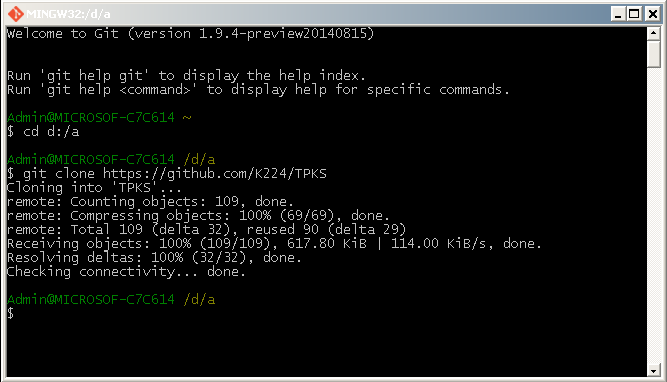 MINGW32:/d/a
Welcome to Git (version 1.9.4-preview20140815)
Run 'git help git' to display the help index.
Run 'git help <command>' to display help for specific commands.
Admin@MICROSOF-C7C614 ~
$ cd d:/a
Admin@MICROSOF-C7C614 /d/a
$ git clone https://github.com/K224/TPKS
Cloning into 'TPKS'...
remote: Counting objects: 109, done.
remote: Compressing objects: 100% (69/69), done.
remote: Total 109 (delta 32), reused 90 (delta 29)
Receiving objects: 100% (109/109), 617.80 KiB | 114.00 KiB/s, done.
Resolving deltas: 100% (32/32), done.
Checking connectivity... done.
Admin@MICROSOF-C7C614 /d/a
$